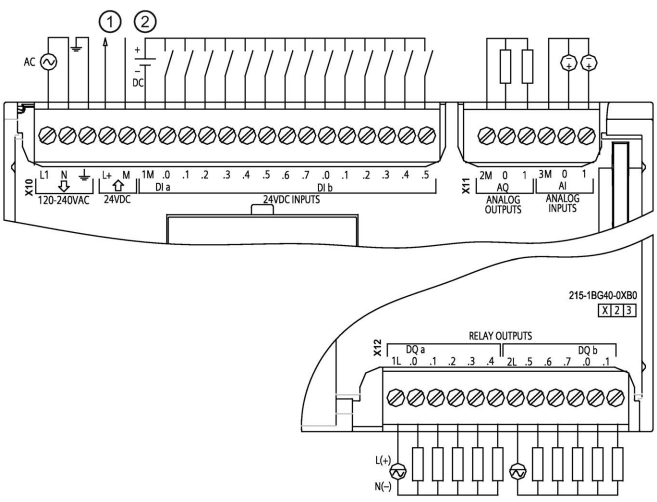 ① ②
AC
+
−
DC
X10
L1 N L+ M 1M .0 .1 .2 .3 .4 .5 .6 .7 .0 .1 .2 .3 .4 .5
DI a DI b
120-240VAC 24VDC 24VDC INPUTS
X11
2M 0 1 3M 0 1
AQ AI
ANALOG OUTPUTS ANALOG INPUTS
215-1BG40-0XB0
X 2 3
RELAY OUTPUTS
X12
DQ a DQ b
1L .0 .1 .2 .3 .4 2L .5 .6 .7 .0 .1
L(+)
N(−)